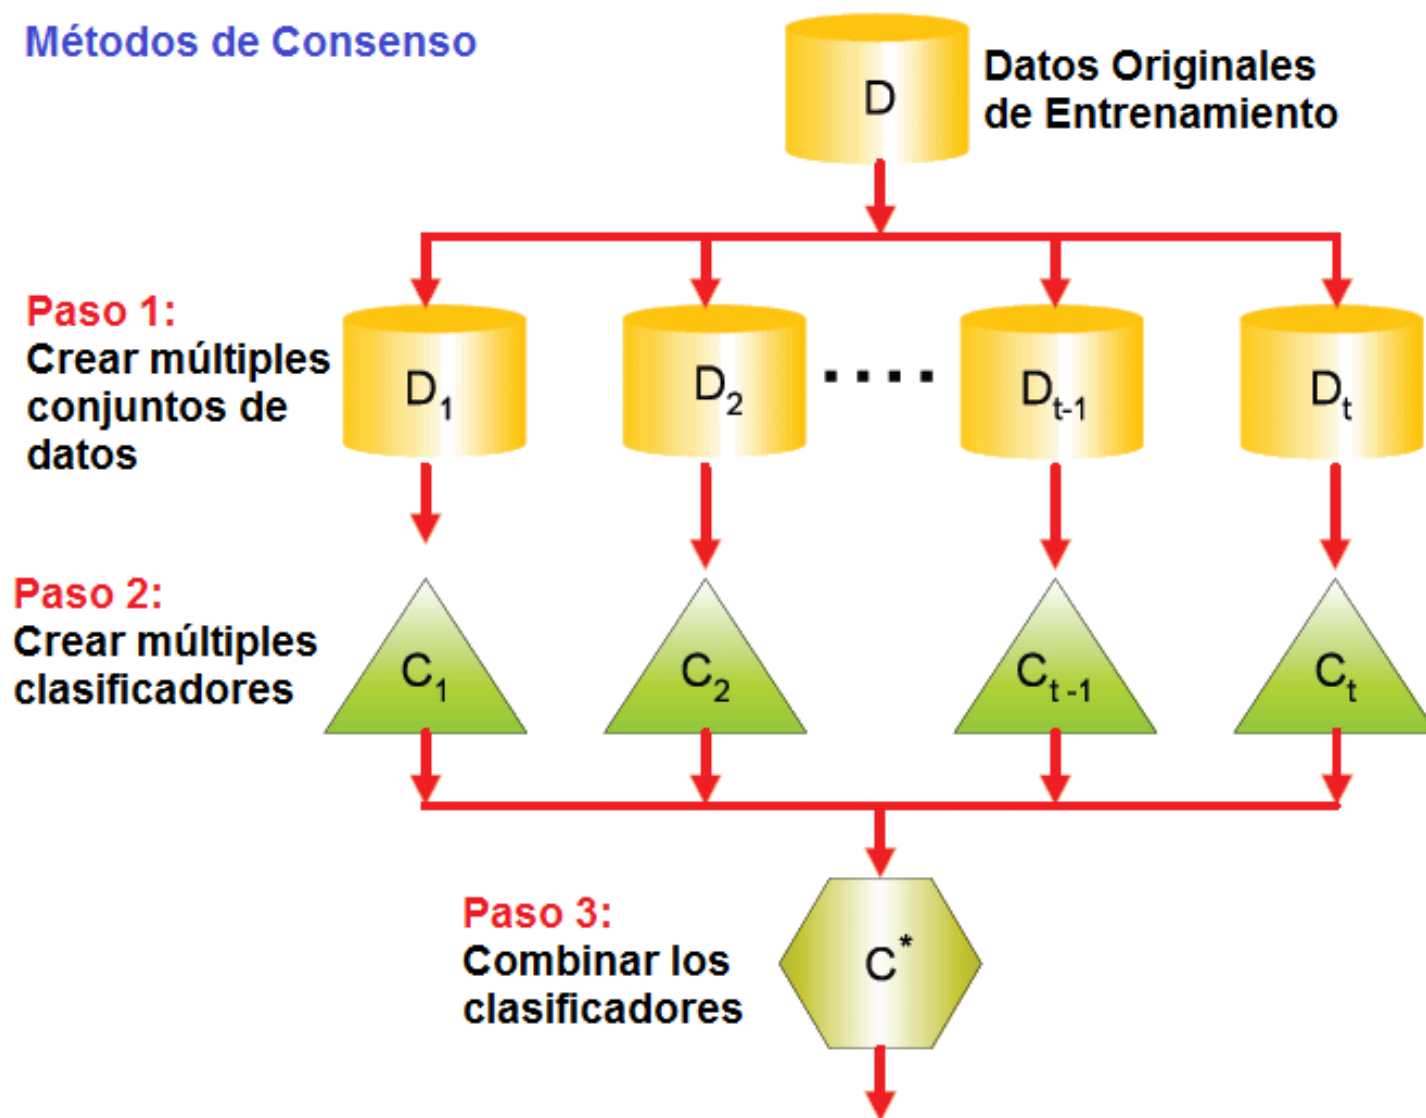 Métodos de Consenso
D
Datos Originales
de Entrenamiento
Paso 1:
Crear múltiples
conjuntos de
datos
D₁
D₂
....
Dₜ₋₁
Dₜ
Paso 2:
Crear múltiples
clasificadores
C₁
C₂
Cₜ₋₁
Cₜ
Paso 3:
Combinar los
clasificadores
C*